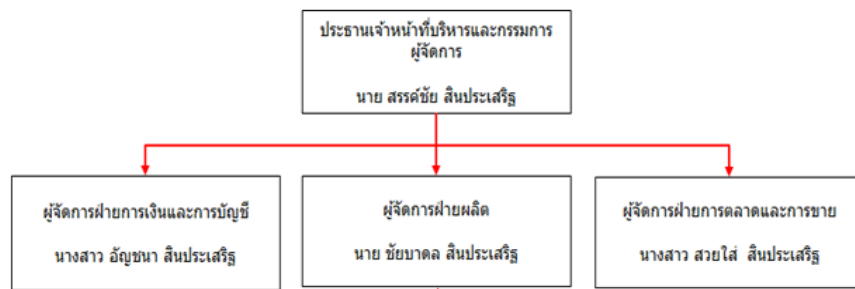 ประธานเจ้าหน้าที่บริหารและกรรมการ
ผู้จัดการ
นาย สรรค์ชัย สินประเสริฐ
ผู้จัดการฝ่ายการเงินและการบัญชี
นางสาว อัญชนา สินประเสริฐ
ผู้จัดการฝ่ายผลิต
นาย ชัยบาดล สินประเสริฐ
ผู้จัดการฝ่ายการตลาดและการขาย
นางสาว สวยใส่ สินประเสริฐ